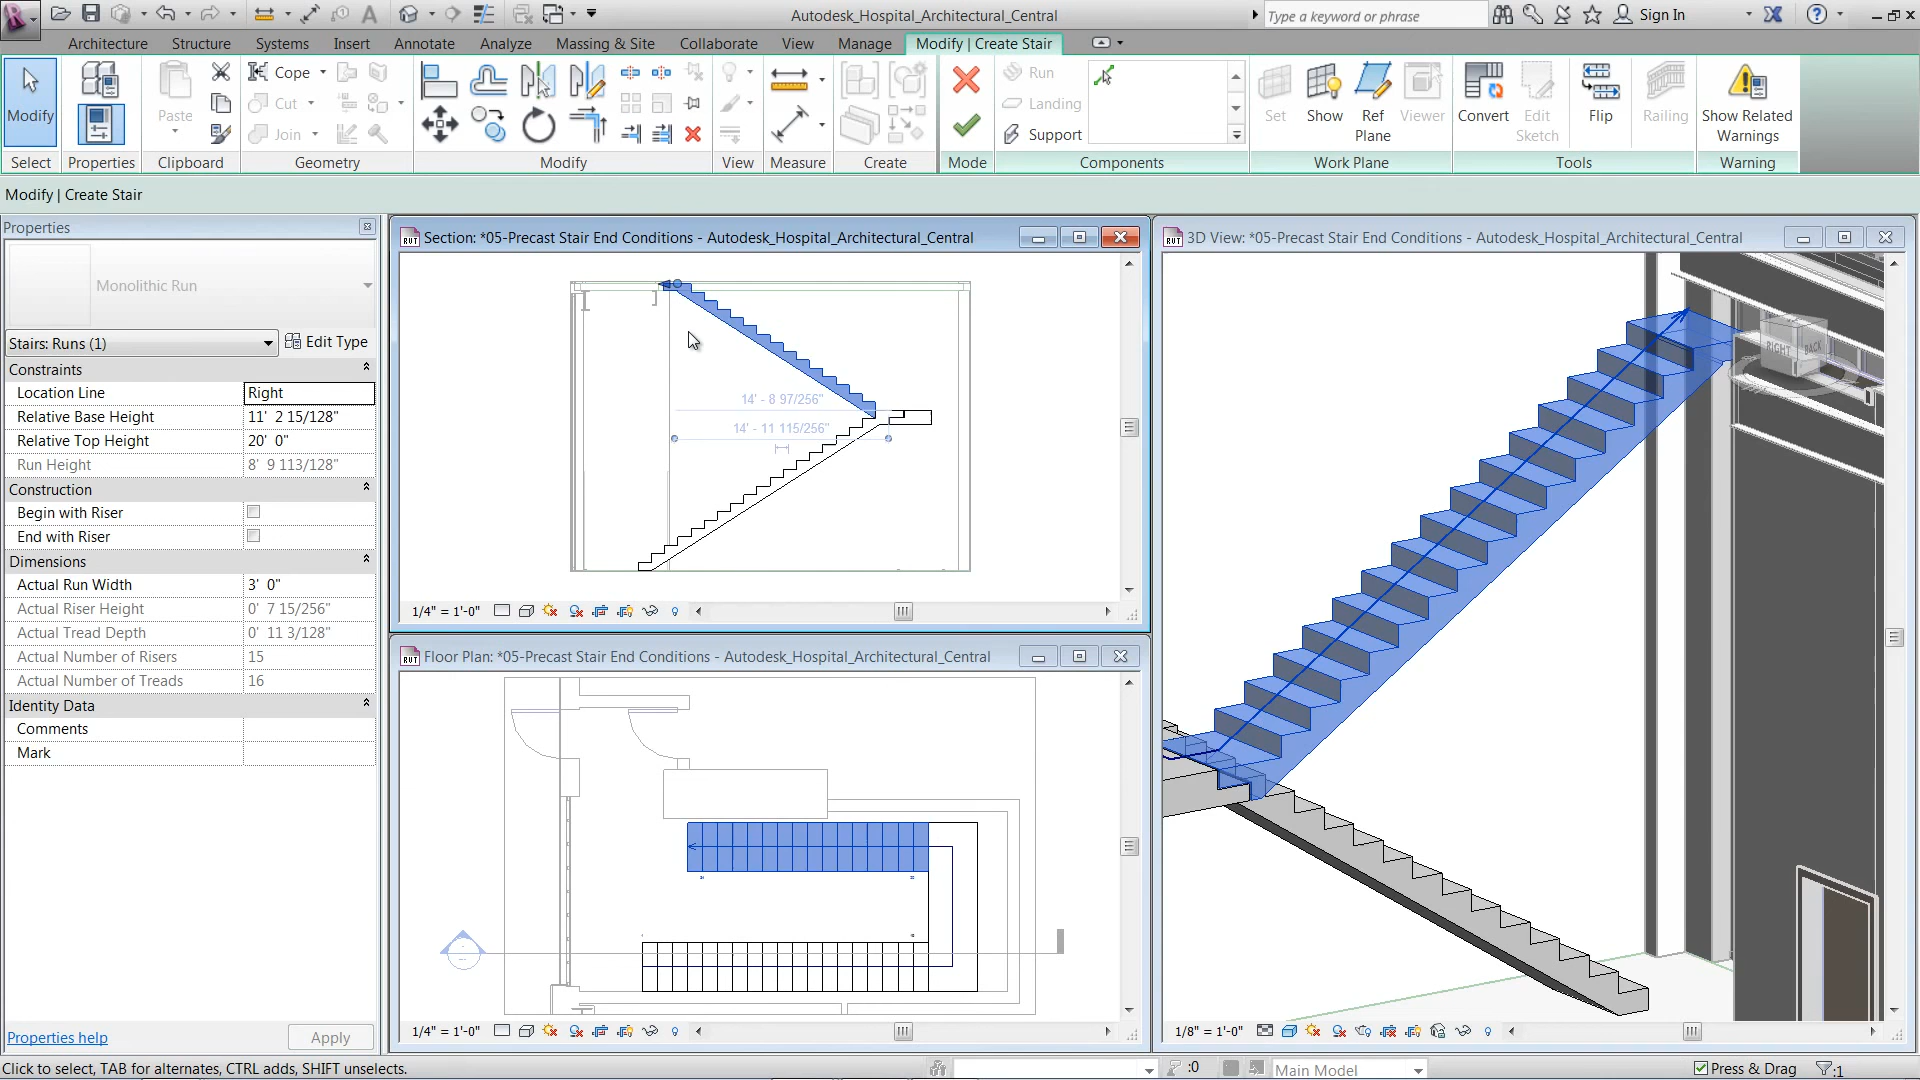 Autodesk_Hospital_Architectural_Central
Type a keyword or phrase
Sign In
Architecture
Structure
Systems
Insert
Annotate
Analyze
Massing & Site
Collaborate
View
Manage
Modify | Create Stair
Modify
Paste
Cope
Cut
Join
Run
Landing
Support
Set
Show
Ref
Plane
Viewer
Convert
Edit
Sketch
Flip
Railing
Show Related
Warnings
Select
Properties
Clipboard
Geometry
Modify
View
Measure
Create
Mode
Components
Work Plane
Tools
Warning
Modify | Create Stair
Properties
Monolithic Run
Stairs: Runs (1)
Edit Type
Constraints
Location Line Right
Relative Base Height 11' 2 15/128"
Relative Top Height 20' 0"
Run Height 8' 9 113/128"
Construction
Begin with Riser
End with Riser
Dimensions
Actual Run Width 3' 0"
Actual Riser Height 0' 7 15/256"
Actual Tread Depth 0' 11 3/128"
Actual Number of Risers 15
Actual Number of Treads 16
Identity Data
Comments
Mark
Properties help
Apply
Section: *05-Precast Stair End Conditions - Autodesk_Hospital_Architectural_Central
14' - 8 97/256"
14' - 11 115/256"
1/4" = 1'-0"
Floor Plan: *05-Precast Stair End Conditions - Autodesk_Hospital_Architectural_Central
1/4" = 1'-0"
3D View: *05-Precast Stair End Conditions - Autodesk_Hospital_Architectural_Central
RIGHT
BACK
1/8" = 1'-0"
Click to select, TAB for alternates, CTRL adds, SHIFT unselects.
:0
Main Model
Press & Drag
:1